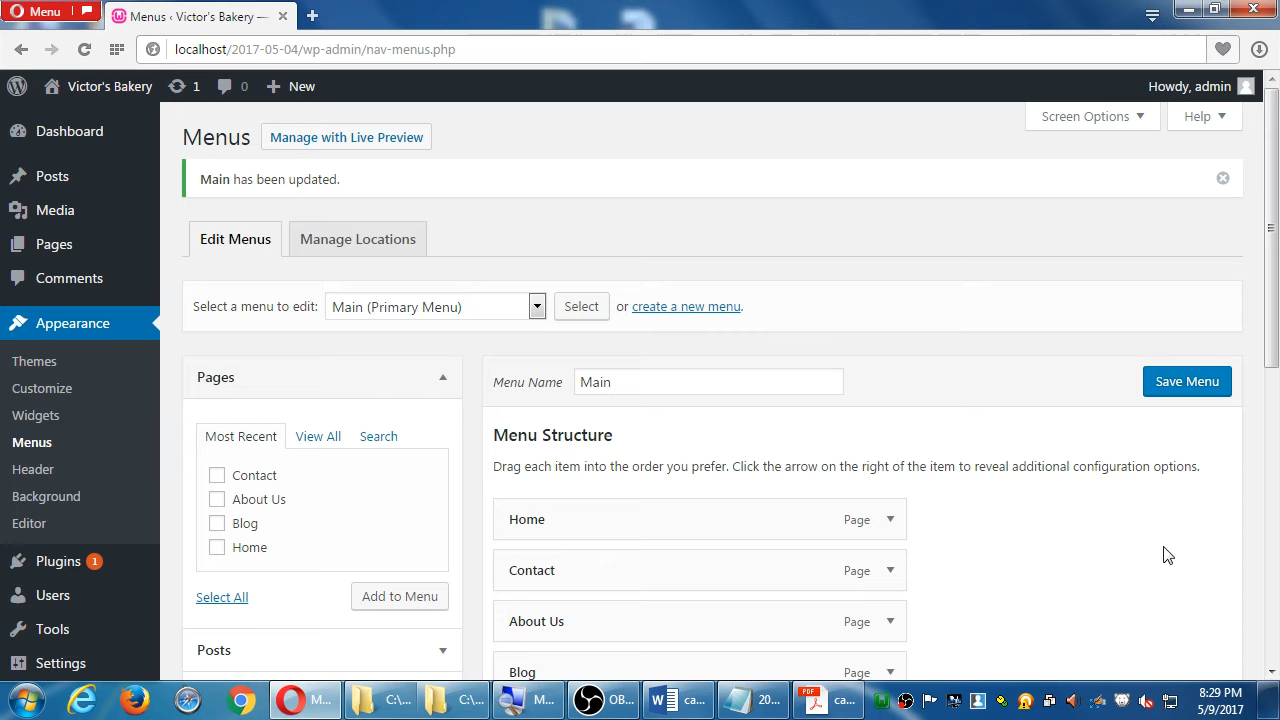 Menu
Menus ‹ Victor's Bakery —
localhost/2017-05-04/wp-admin/nav-menus.php
Victor's Bakery 1 0 New Howdy, admin
Screen Options Help
Dashboard
Posts
Media
Pages
Comments
Appearance
Themes
Customize
Widgets
Menus
Header
Background
Editor
Plugins 1
Users
Tools
Settings
Menus Manage with Live Preview
Main has been updated.
Edit Menus Manage Locations
Select a menu to edit: Main (Primary Menu) Select or create a new menu.
Pages
Most Recent View All Search
Contact
About Us
Blog
Home
Select All Add to Menu
Posts
Menu Name Main Save Menu
Menu Structure
Drag each item into the order you prefer. Click the arrow on the right of the item to reveal additional configuration options.
Home Page
Contact Page
About Us Page
Blog Page
M... C:\... C:\... M... OB... ca... 20... PDF ca...
8:29 PM
5/9/2017